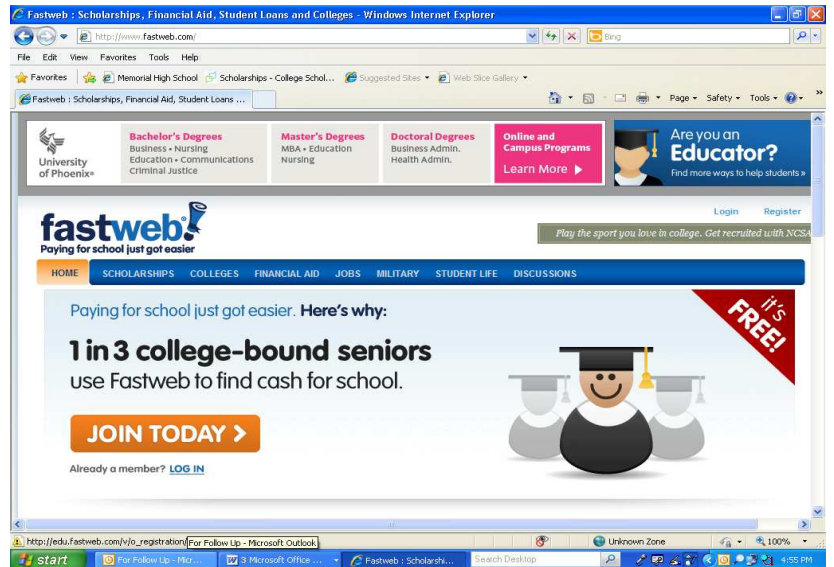 Fastweb : Scholarships, Financial Aid, Student Loans and Colleges - Windows Internet Explorer
http://www.fastweb.com/
Bing
File Edit View Favorites Tools Help
Favorites Memorial High School Scholarships - College Schol... Suggested Sites Web Slice Gallery
Fastweb : Scholarships, Financial Aid, Student Loans ...
Page Safety Tools
University
of Phoenix®
Bachelor's Degrees
Business • Nursing
Education • Communications
Criminal Justice
Master's Degrees
MBA • Education
Nursing
Doctoral Degrees
Business Admin.
Health Admin.
Online and
Campus Programs
Learn More
Are you an
Educator?
Find more ways to help students »
Login Register
fastweb
Paying for school just got easier
Play the sport you love in college. Get recruited with NCSA
HOME SCHOLARSHIPS COLLEGES FINANCIAL AID JOBS MILITARY STUDENT LIFE DISCUSSIONS
Paying for school just got easier. Here's why:
1 in 3 college-bound seniors
use Fastweb to find cash for school.
it's
FREE!
JOIN TODAY >
Already a member? LOG IN
http://edu.fastweb.com/v/o_registration/
For Follow Up - Microsoft Outlook
Unknown Zone
100%
start
For Follow Up - Micr...
3 Microsoft Office ...
Fastweb : Scholarshi...
Search Desktop
4:55 PM